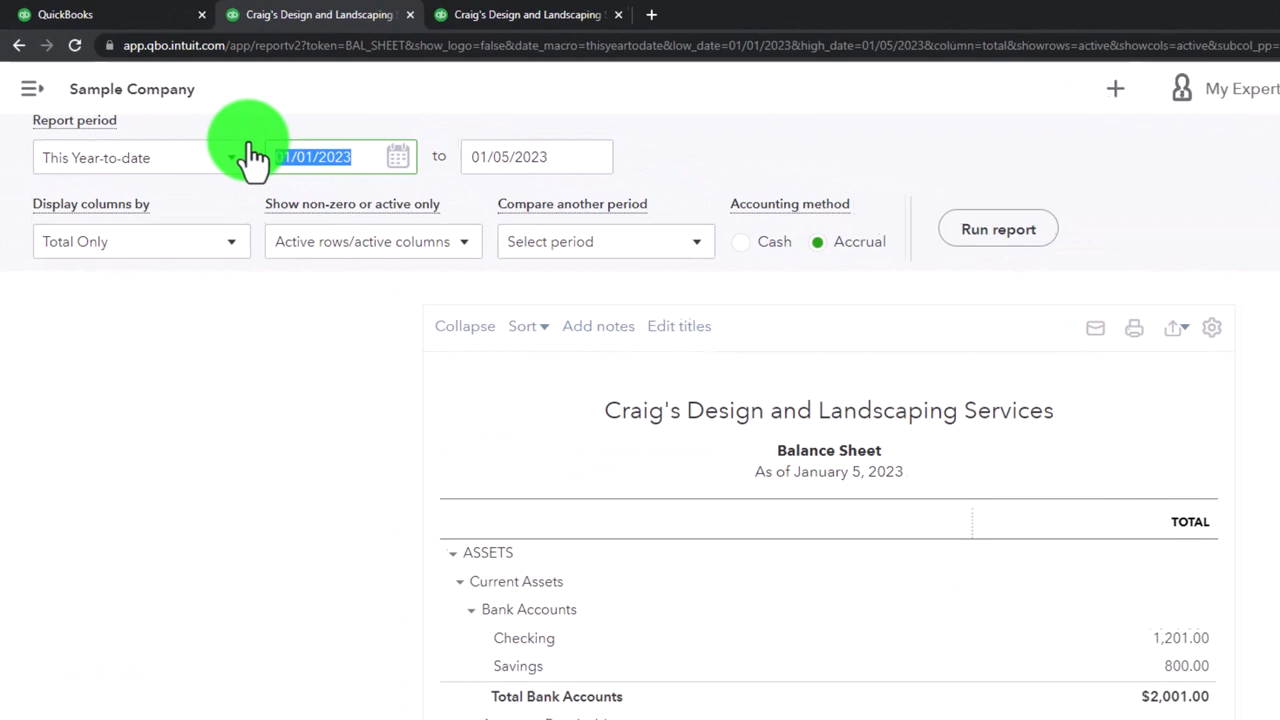 QuickBooks
Craig's Design and Landscaping
Craig's Design and Landscaping
app.qbo.intuit.com/app/reportv2?token=BAL_SHEET&show_logo=false&date_macro=thisyeartodate&low_date=01/01/2023&high_date=01/05/2023&column=total&showrows=active&showcols=active&subcol_pp=
Sample Company
My Expert
Report period
This Year-to-date
01/01/2023
to
01/05/2023
Display columns by
Show non-zero or active only
Compare another period
Accounting method
Total Only
Active rows/active columns
Select period
Cash
Accrual
Run report
Collapse
Sort
Add notes
Edit titles
Craig's Design and Landscaping Services
Balance Sheet
As of January 5, 2023
TOTAL
ASSETS
Current Assets
Bank Accounts
Checking 1,201.00
Savings 800.00
Total Bank Accounts $2,001.00